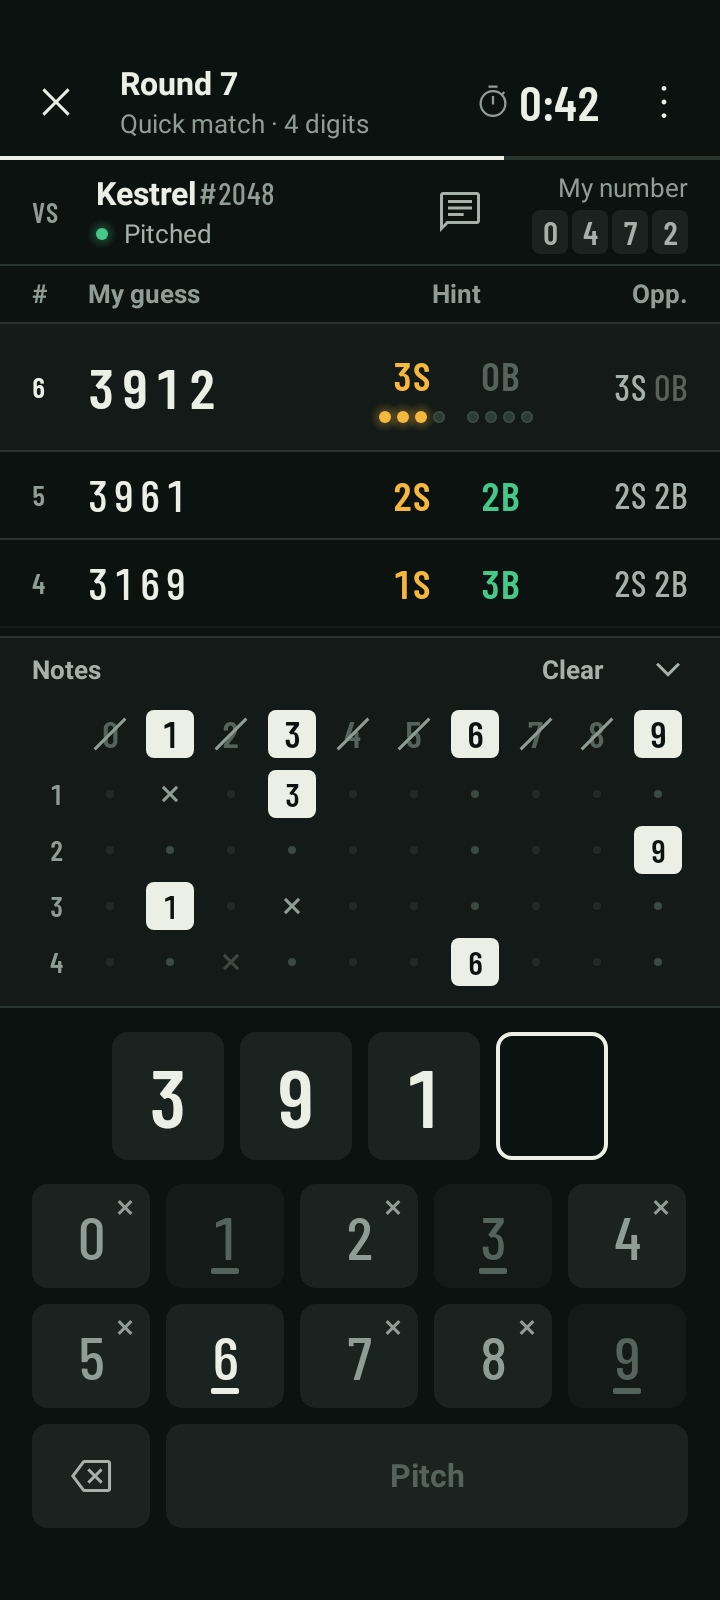 Round 7
Quick match · 4 digits
0:42
VS
Kestrel#2048
Pitched
My number
0 4 7 2
# My guess Hint Opp.
6 3912 3S 0B 3S 0B
5 3961 2S 2B 2S 2B
4 3169 1S 3B 2S 2B
Notes Clear
0 1 2 3 4 5 6 7 8 9
1 × 3
2 9
3 1 ×
4 × 6
3 9 1
0 × 1 2 × 3 4 ×
5 × 6 7 × 8 × 9
Pitch